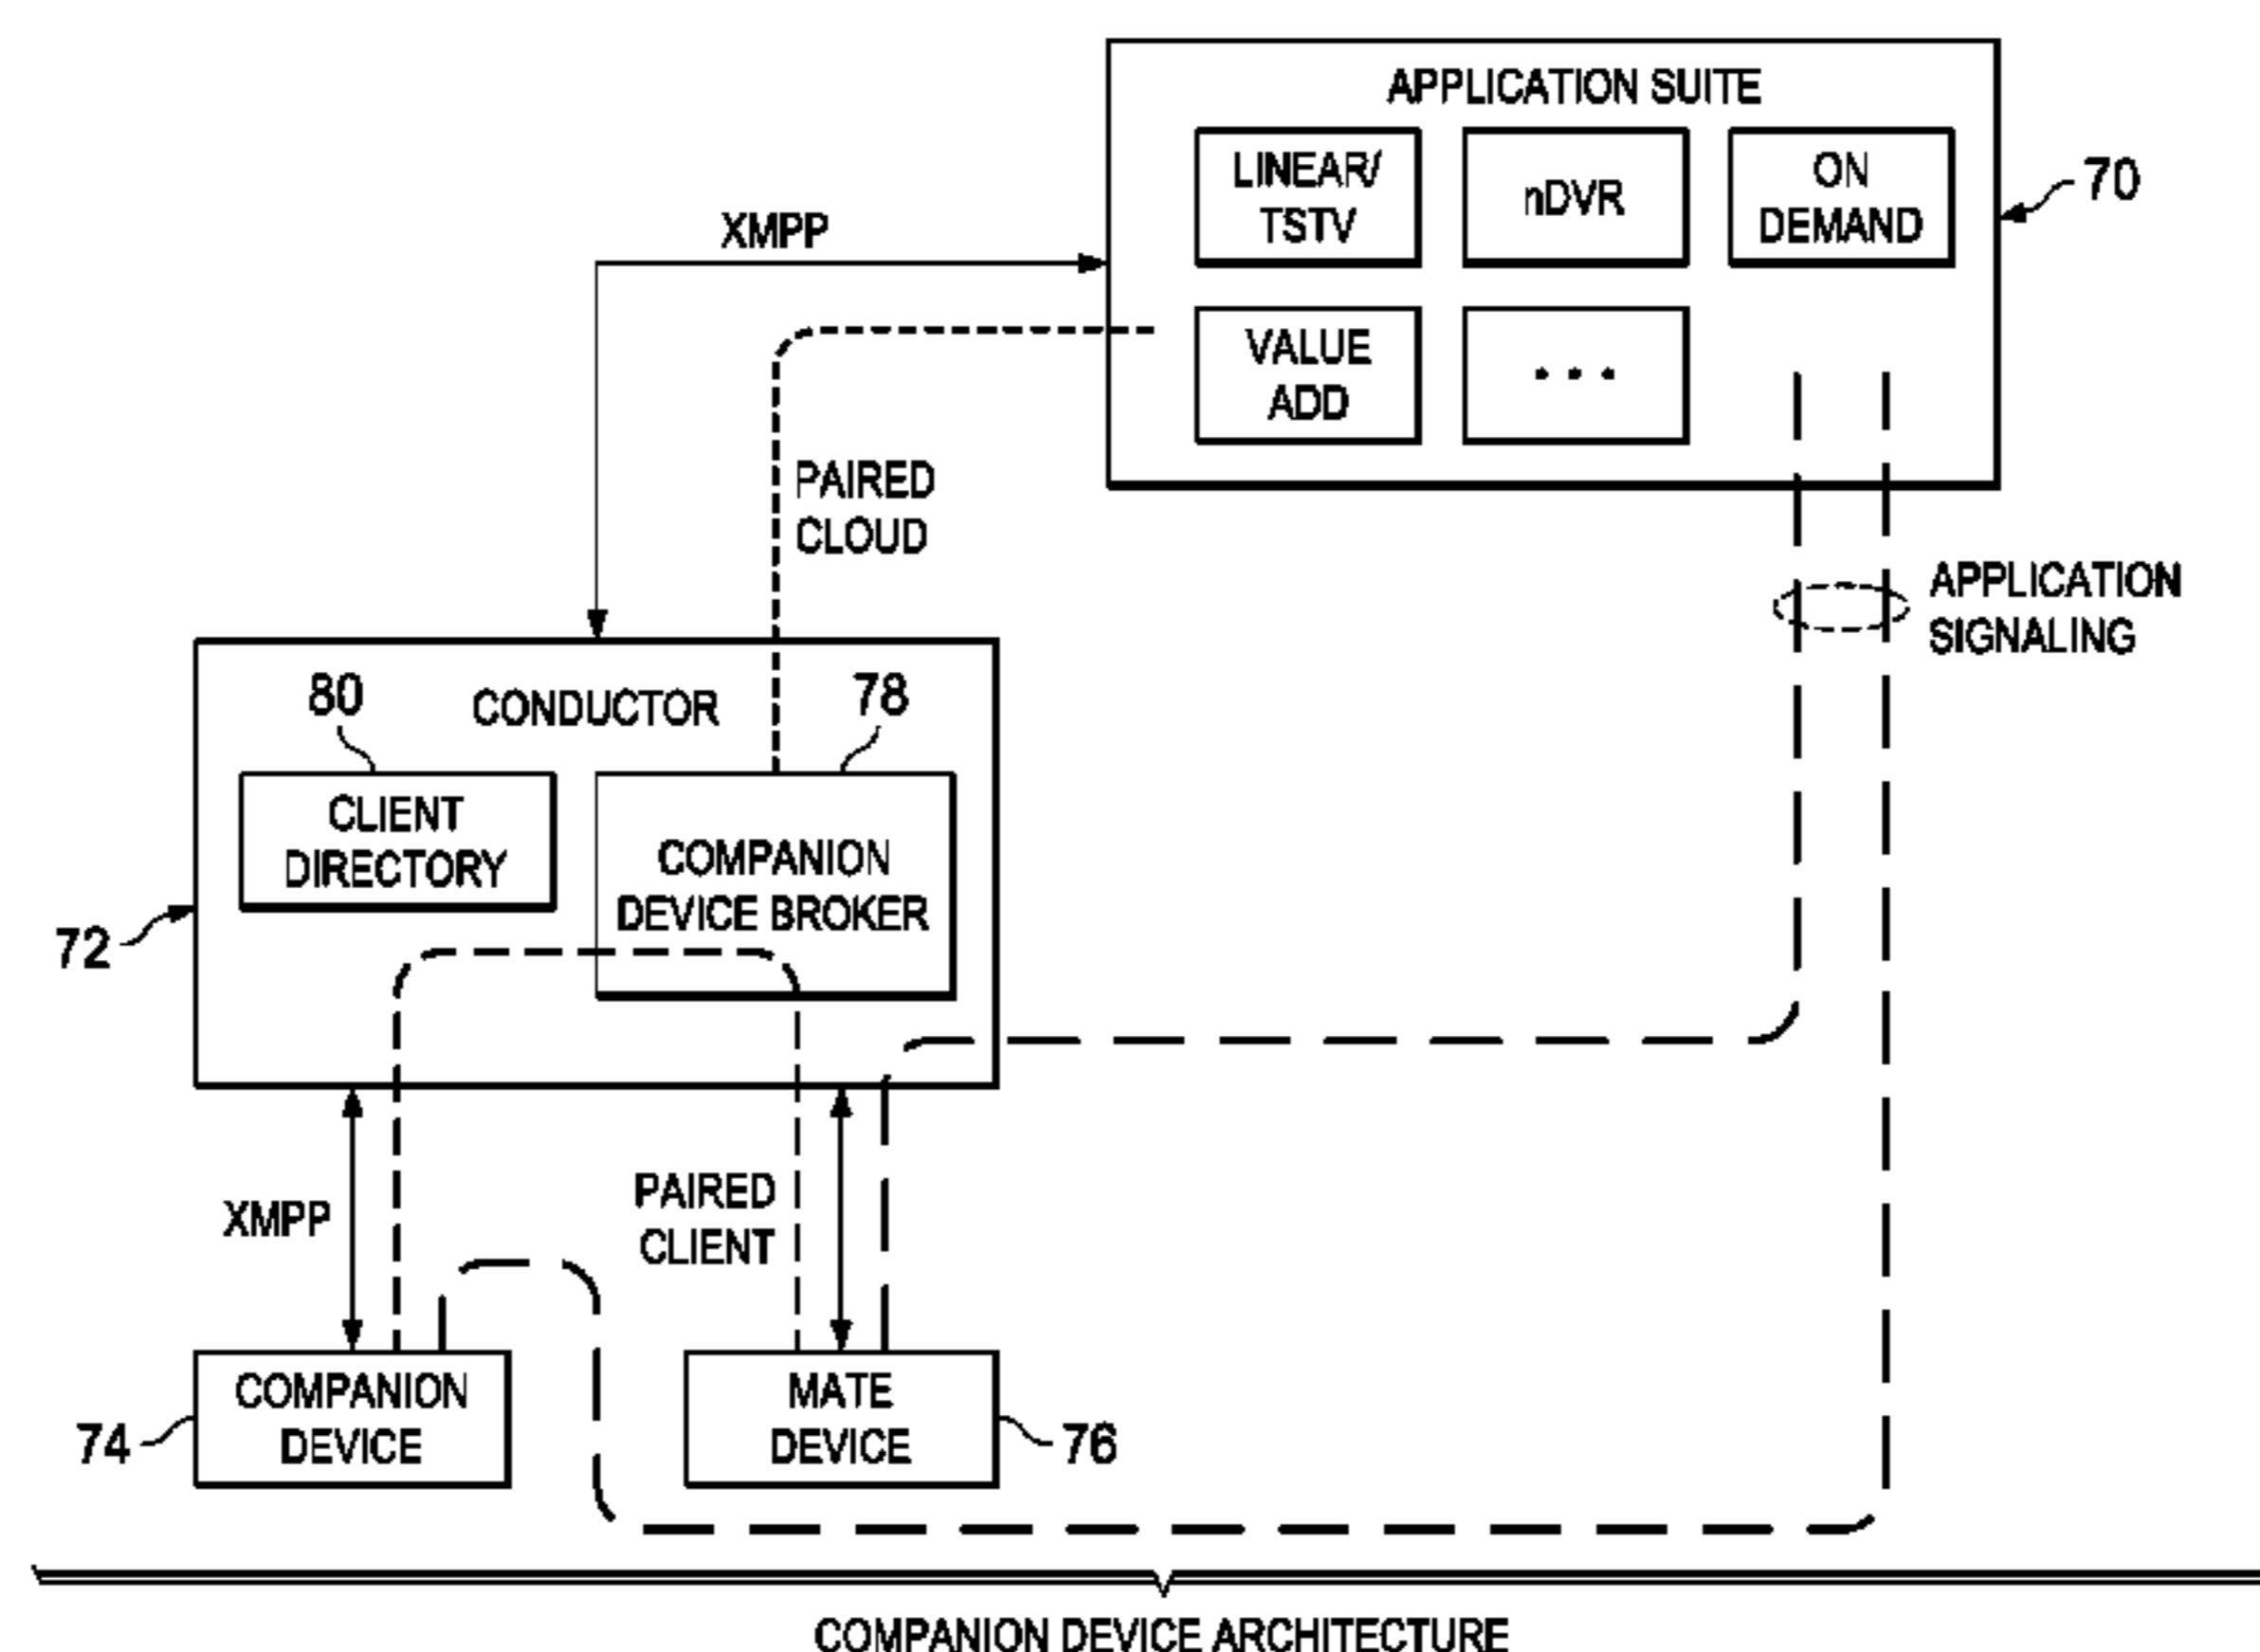 APPLICATION SUITE
LINEAR/
TSTV
nDVR
ON
DEMAND
70
XMPP
VALUE
ADD
• • •
PAIRED
CLOUD
APPLICATION
SIGNALING
80
CONDUCTOR
78
CLIENT
DIRECTORY
COMPANION
DEVICE BROKER
72
XMPP
PAIRED
CLIENT
COMPANION
DEVICE
74
MATE
DEVICE
76
COMPANION DEVICE ARCHITECTURE